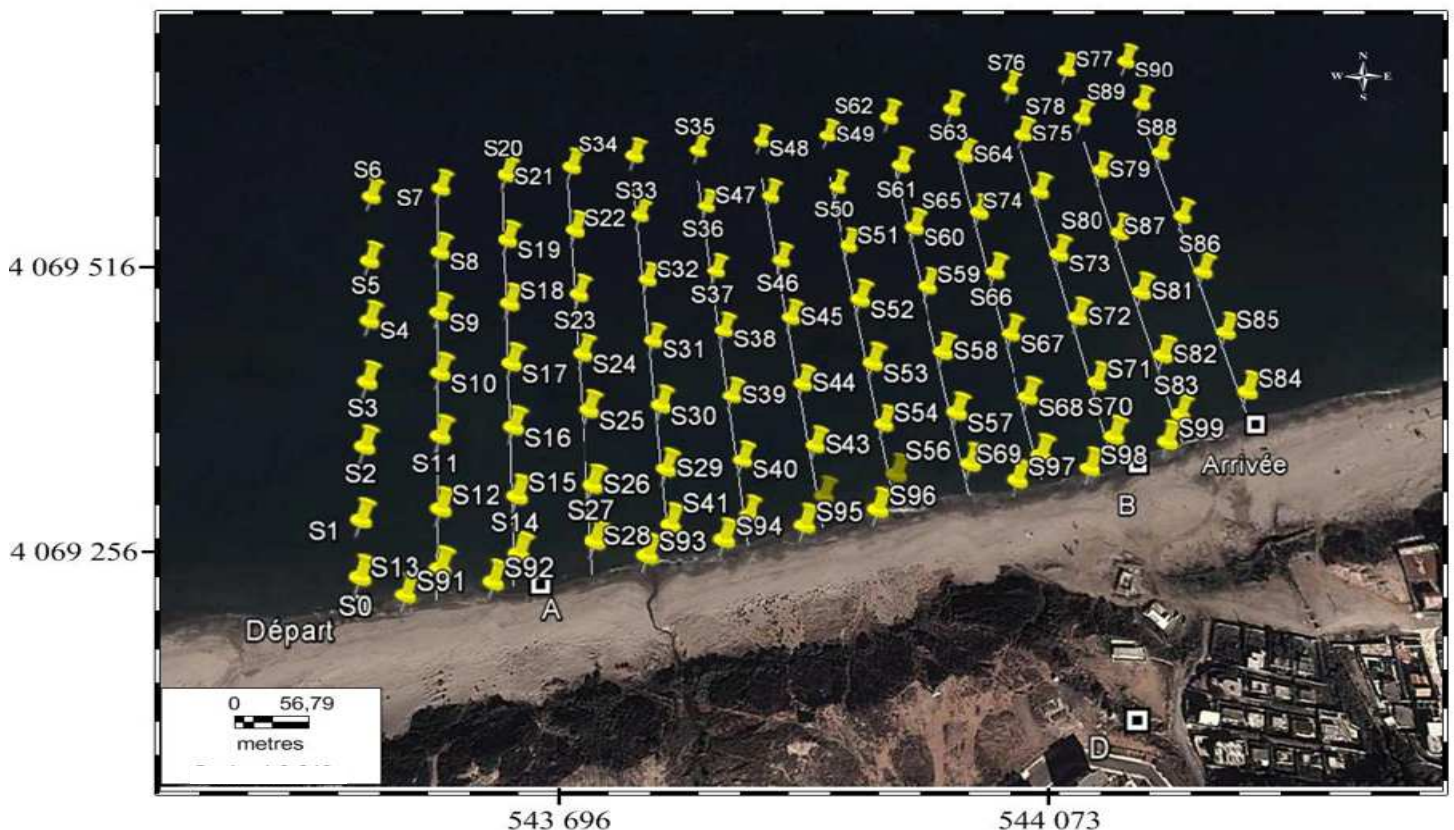 N
W E
S
S76 S77 S90
S62 S78 S89
S49 S63 S75 S88
S20 S34 S35 S48 S64
S6 S21 S79
S7 S33 S47 S61 S65 S74
S22 S36 S50 S60 S80 S87
S19 S51
S8 S32 S46 S59 S73 S86
4 069 516
S5 S18 S37 S52 S66 S81
S4 S9 S23 S31 S38 S45 S58 S67 S72 S85
S10 S17 S24 S44 S53 S71 S82
S3 S25 S30 S39 S54 S57 S68 S70 S83 S84
S2 S11 S16 S29 S40 S43 S56 S69 S98 S99
S12 S15 S26 S97 Arrivée
S1 S14 S27 S41 S95 S96 B
S28 S94
4 069 256
S13 S92 S93
S91
S0 A
Départ
0 56,79
metres
D
543 696 544 073